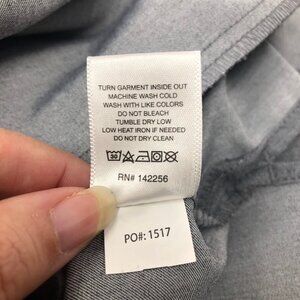 TURN GARMENT INSIDE OUT
MACHINE WASH COLD
WASH WITH LIKE COLORS
DO NOT BLEACH
TUMBLE DRY LOW
LOW HEAT IRON IF NEEDED
DO NOT DRY CLEAN
RN# 142256
PO#: 1517